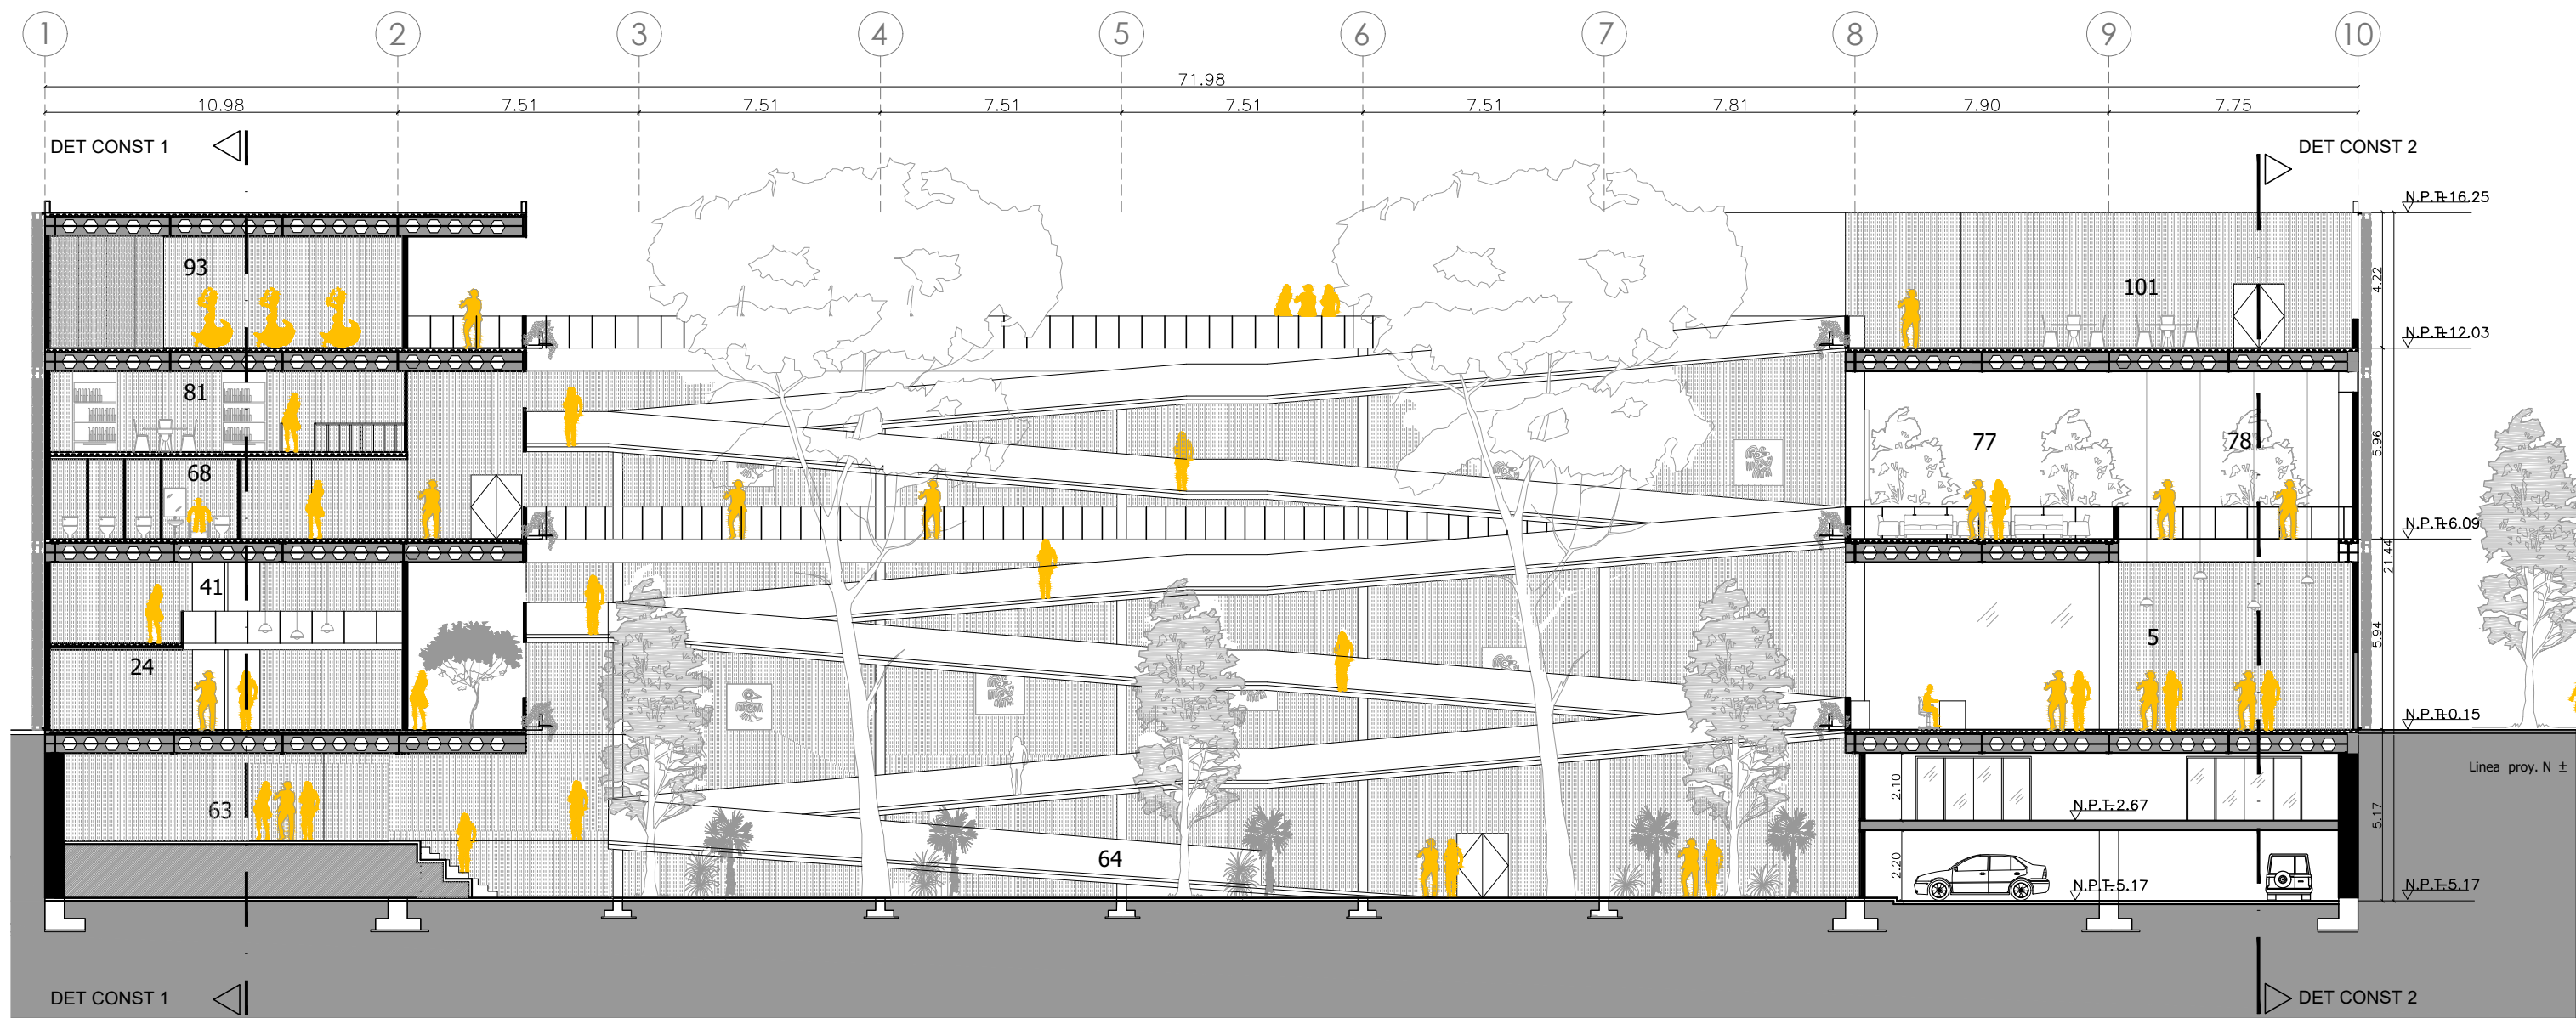 1 2 3 4 5 6 7 8 9 10
71.98
10.98 7.51 7.51 7.51 7.51 7.51 7.81 7.90 7.75
DET CONST 1
DET CONST 2
N.P.T+16.25
93
101
4.22
N.P.T+12.03
81
77
78
5.96
68
N.P.T+6.09
21.44
41
24
5
5.94
N.P.T+0.15
Linea proy. N ±
63
2.10
N.P.T-2.67
5.17
64
2.20
N.P.T-5.17
N.P.T-5.17
DET CONST 1
DET CONST 2